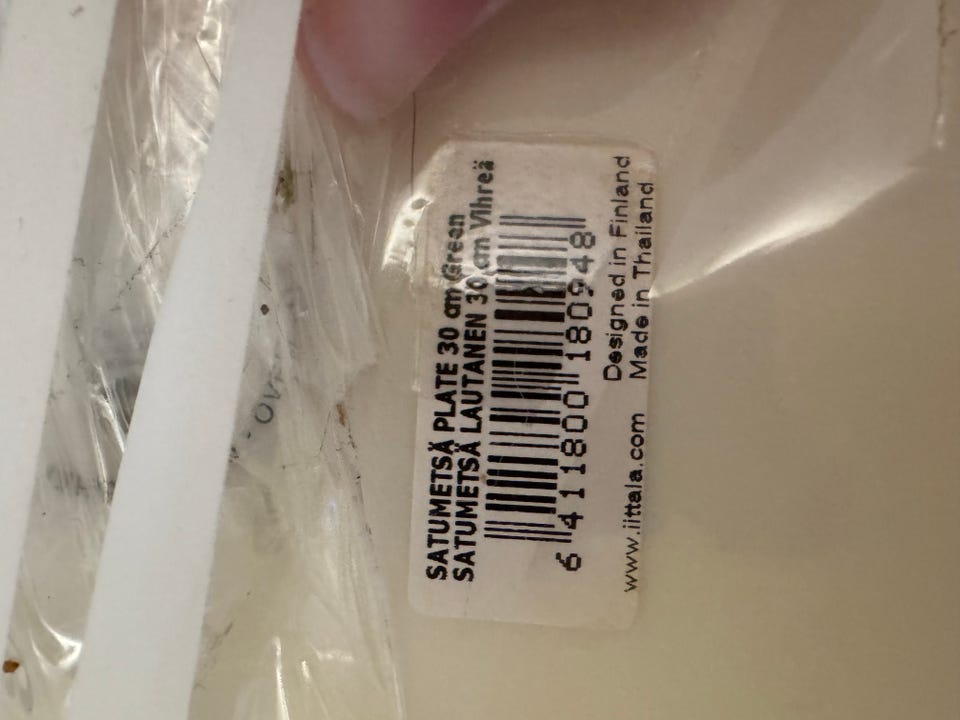 SATUMETSÄ PLATE 30 cm Green
SATUMETSÄ LAUTANEN 30 cm Vihreä
6 411800 180948
Designed in Finland
www.iittala.com Made in Thailand